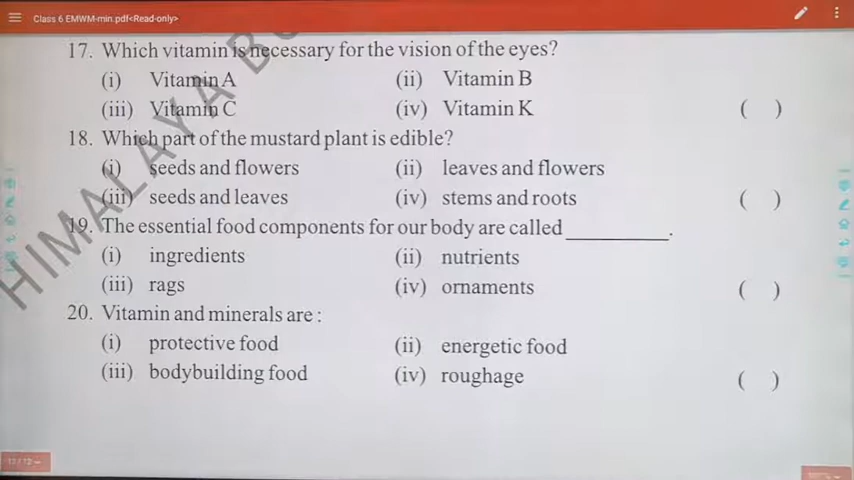 Class 6 EMWM-min.pdf<Read-only>
17. Which vitamin is necessary for the vision of the eyes?
(i) Vitamin A (ii) Vitamin B
(iii) Vitamin C (iv) Vitamin K ( )
18. Which part of the mustard plant is edible?
(i) seeds and flowers (ii) leaves and flowers
(iii) seeds and leaves (iv) stems and roots ( )
19. The essential food components for our body are called __________.
(i) ingredients (ii) nutrients
(iii) rags (iv) ornaments ( )
20. Vitamin and minerals are :
(i) protective food (ii) energetic food
(iii) bodybuilding food (iv) roughage ( )
HIMALAYA